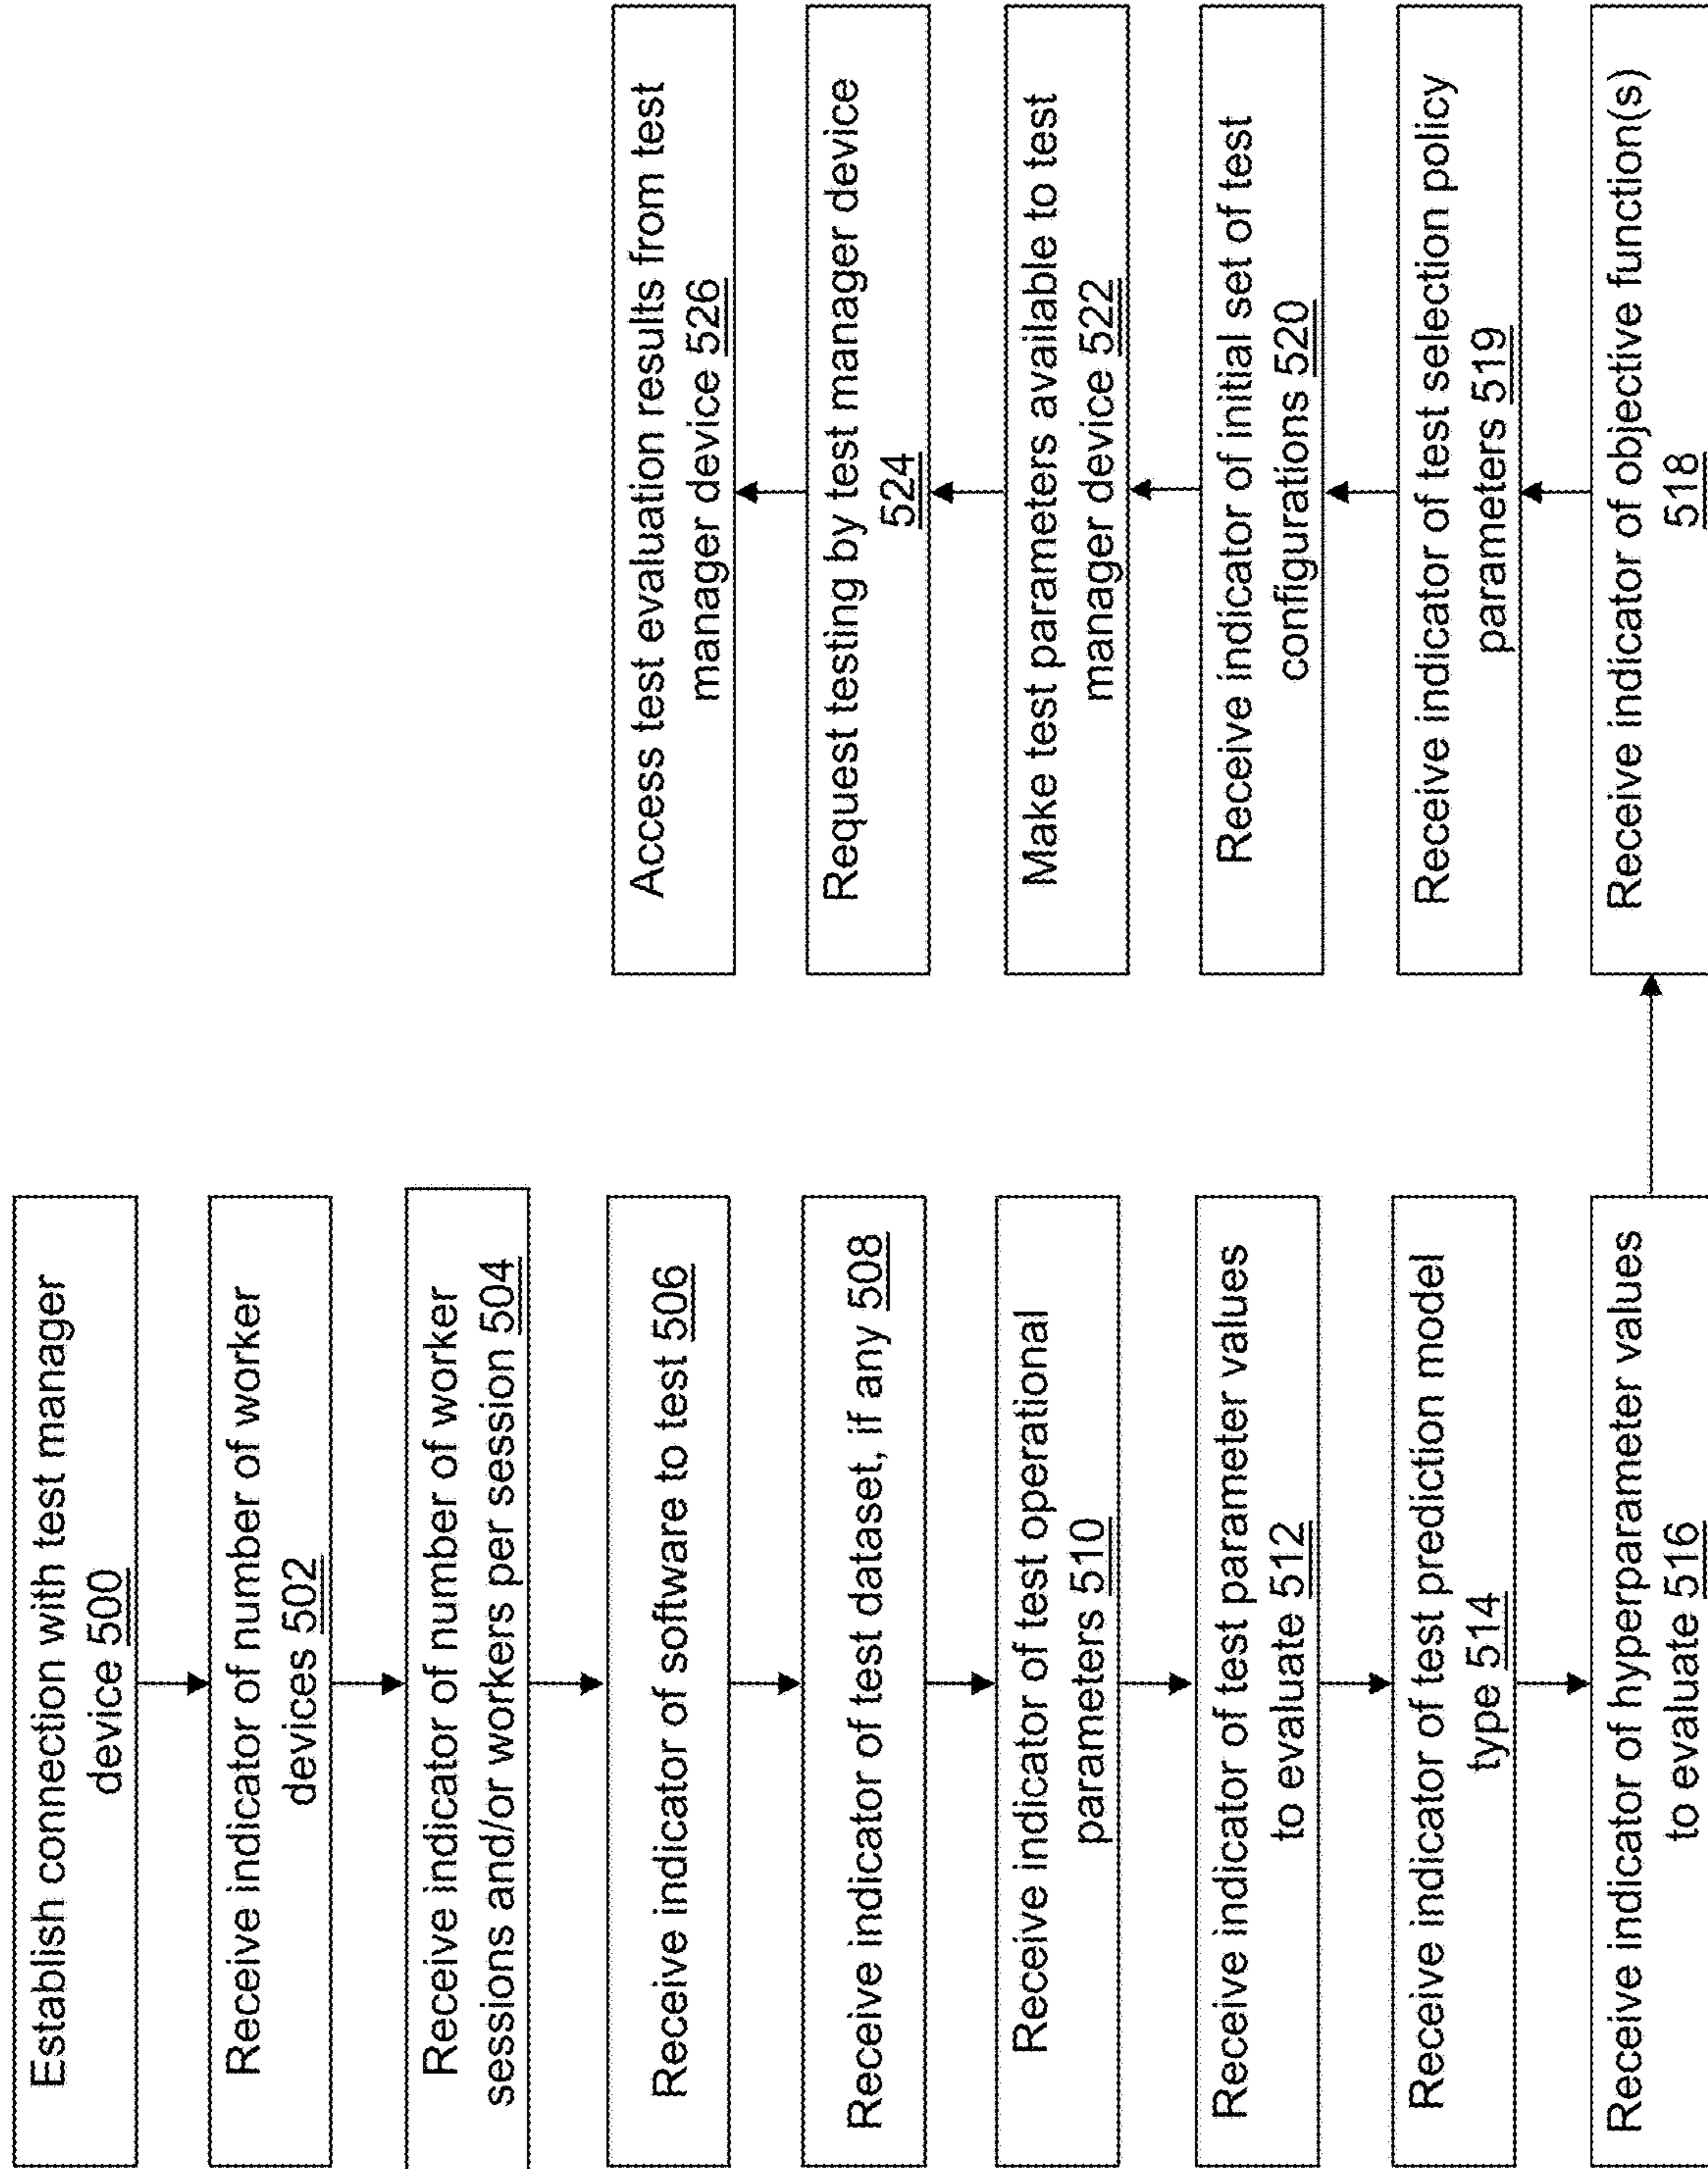 Establish connection with test manager
device 500
Receive indicator of number of worker
devices 502
Receive indicator of number of worker
sessions and/or workers per session 504
Receive indicator of software to test 506
Receive indicator of test dataset, if any 508
Receive indicator of test operational
parameters 510
Receive indicator of test parameter values
to evaluate 512
Receive indicator of test prediction model
type 514
Receive indicator of hyperparameter values
to evaluate 516
Receive indicator of objective function(s)
518
Receive indicator of test selection policy
parameters 519
Receive indicator of initial set of test
configurations 520
Make test parameters available to test
manager device 522
Request testing by test manager device
524
Access test evaluation results from test
manager device 526